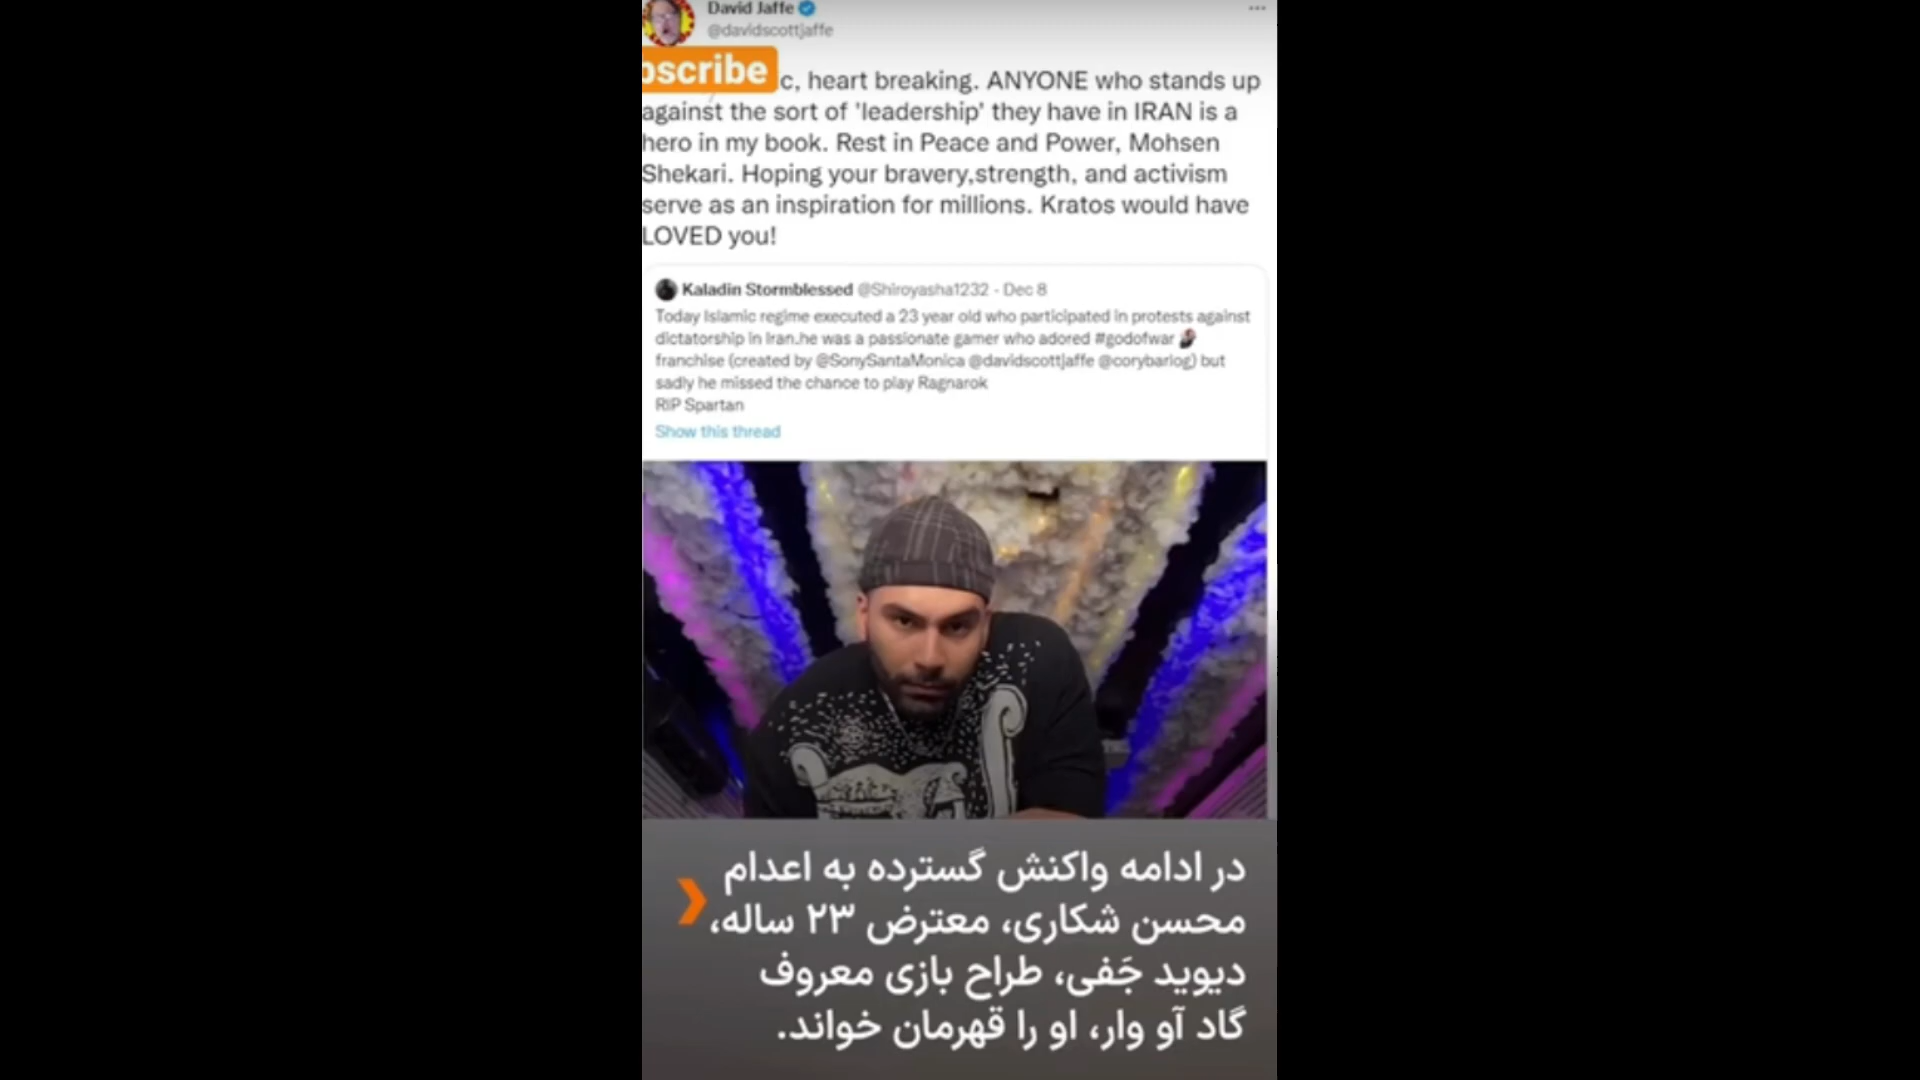 David Jaffe
@davidscottjaffe
bscribe
c, heart breaking. ANYONE who stands up
against the sort of 'leadership' they have in IRAN is a
hero in my book. Rest in Peace and Power, Mohsen
Shekari. Hoping your bravery,strength, and activism
serve as an inspiration for millions. Kratos would have
LOVED you!
Kaladin Stormblessed @Shiroyasha1232 - Dec 8
Today Islamic regime executed a 23 year old who participated in protests against
dictatorship in Iran.he was a passionate gamer who adored #godofwar
franchise (created by @SonySantaMonica @davidscottjaffe @corybarlog) but
sadly he missed the chance to play Ragnarok
RIP Spartan
Show this thread
در ادامه واکنش گسترده به اعدام
محسن شکاری، معترض ۲۳ ساله،
دیوید جَفی، طراح بازی معروف
گاد آو وار، او را قهرمان خواند.